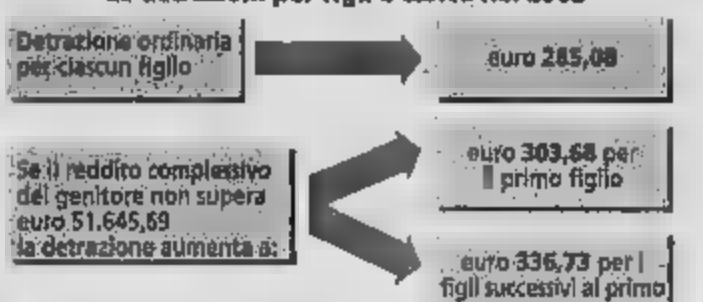 Detrazione ordinaria
per ciascun figlio
euro 285,08
Se il reddito complessivo
del genitore non supera
euro 51.645,69
la detrazione aumenta a:
euro 303,68 per
il primo figlio
euro 336,73 per i
figli successivi al primo